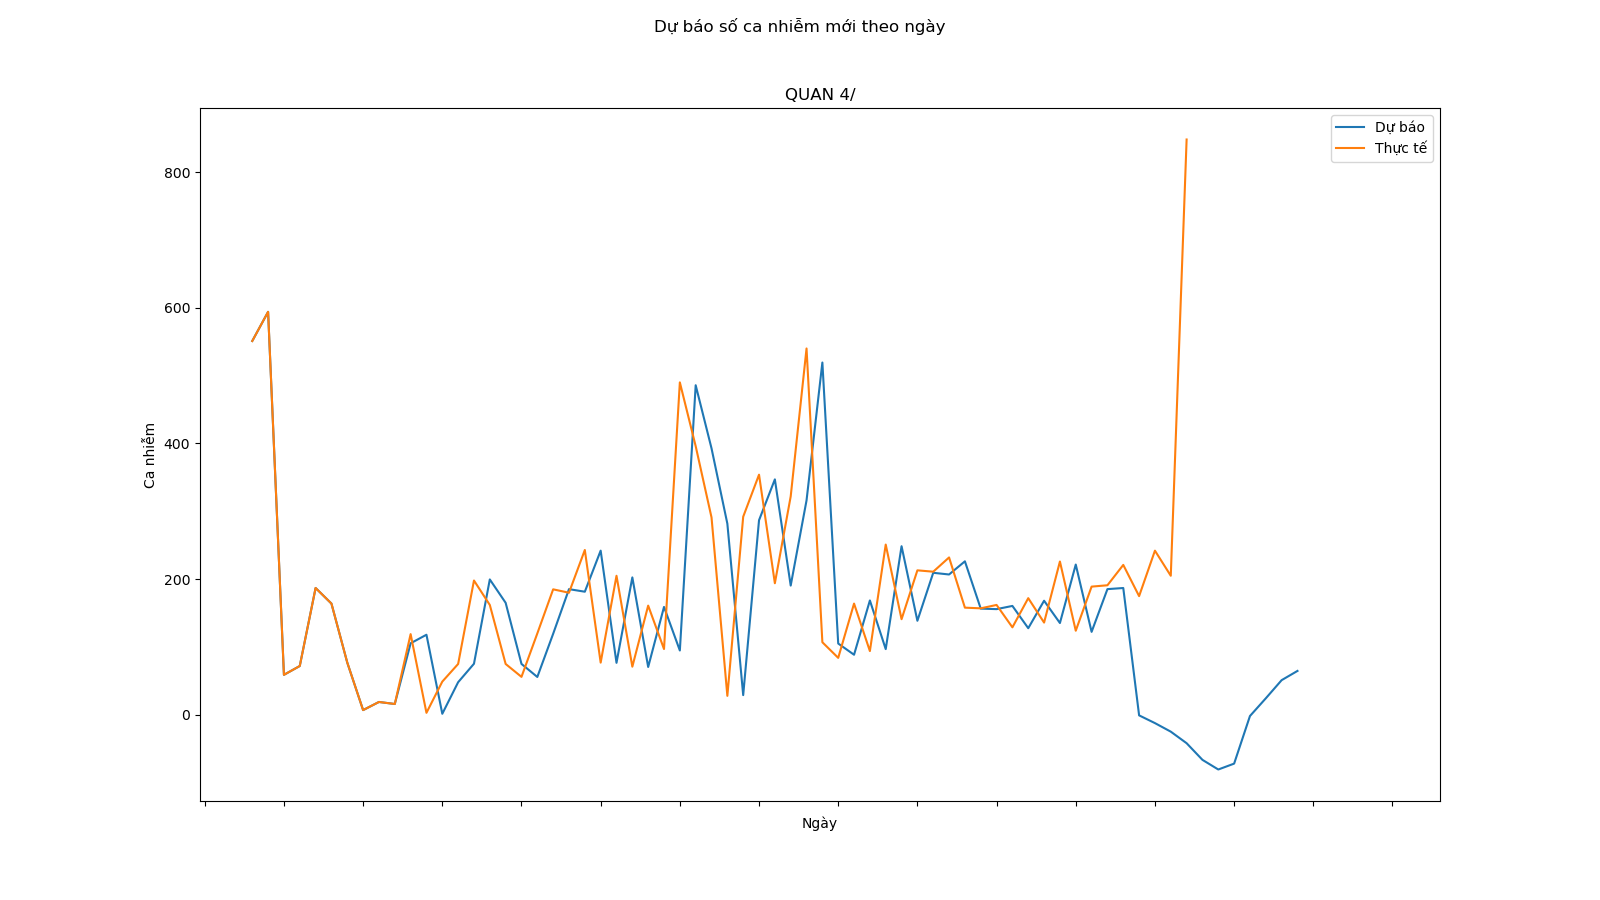 Dự báo số ca nhiễm mới theo ngày
QUAN 4/
Dự báo
Thực tế
800
600
400
200
0
Ca nhiễm
Ngày